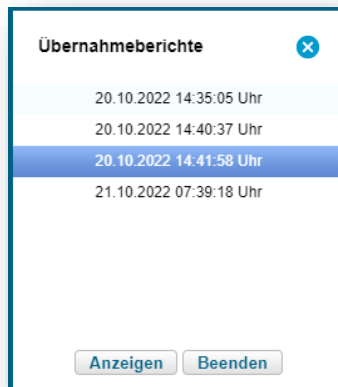 Übernahmeberichte
20.10.2022 14:35:05 Uhr
20.10.2022 14:40:37 Uhr
20.10.2022 14:41:58 Uhr
21.10.2022 07:39:18 Uhr
Anzeigen Beenden